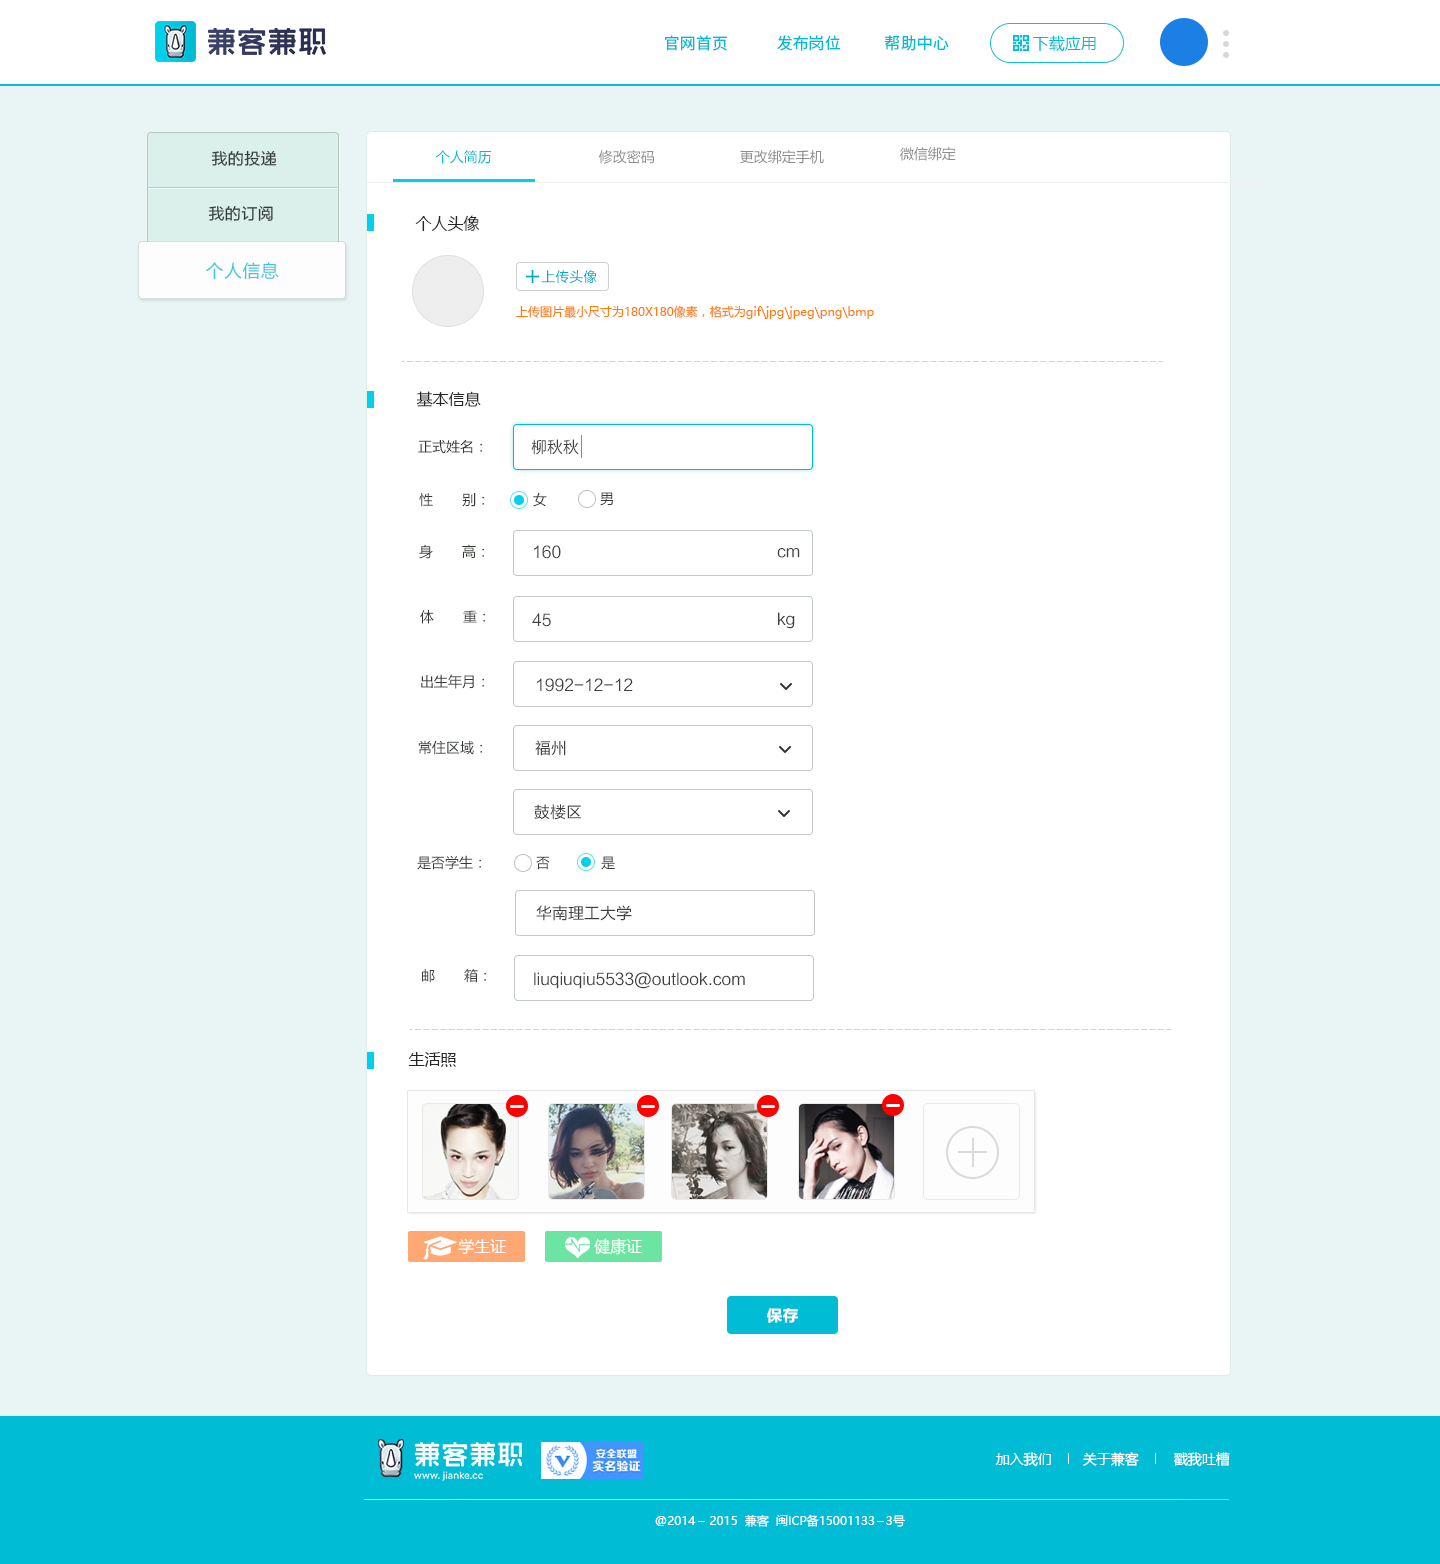 兼客兼职
官网首页 发布岗位 帮助中心 下载应用
我的投递
我的订阅
个人信息
个人简历 修改密码 更改绑定手机 微信绑定
个人头像
上传头像
上传图片最小尺寸为180X180像素，格式为gif\jpg\jpeg\png\bmp
基本信息
正式姓名： 柳秋秋
性 别： 女 男
身 高： 160 cm
体 重： 45 kg
出生年月： 1992-12-12
常住区域： 福州
鼓楼区
是否学生： 否 是
华南理工大学
邮 箱： liuqiuqiu5533@outlook.com
生活照
学生证 健康证
保存
兼客兼职
www.jianke.cc
安全联盟
实名验证
加入我们 | 关于兼客 | 戳我吐槽
@2014－2015 兼客 闽ICP备15001133－3号